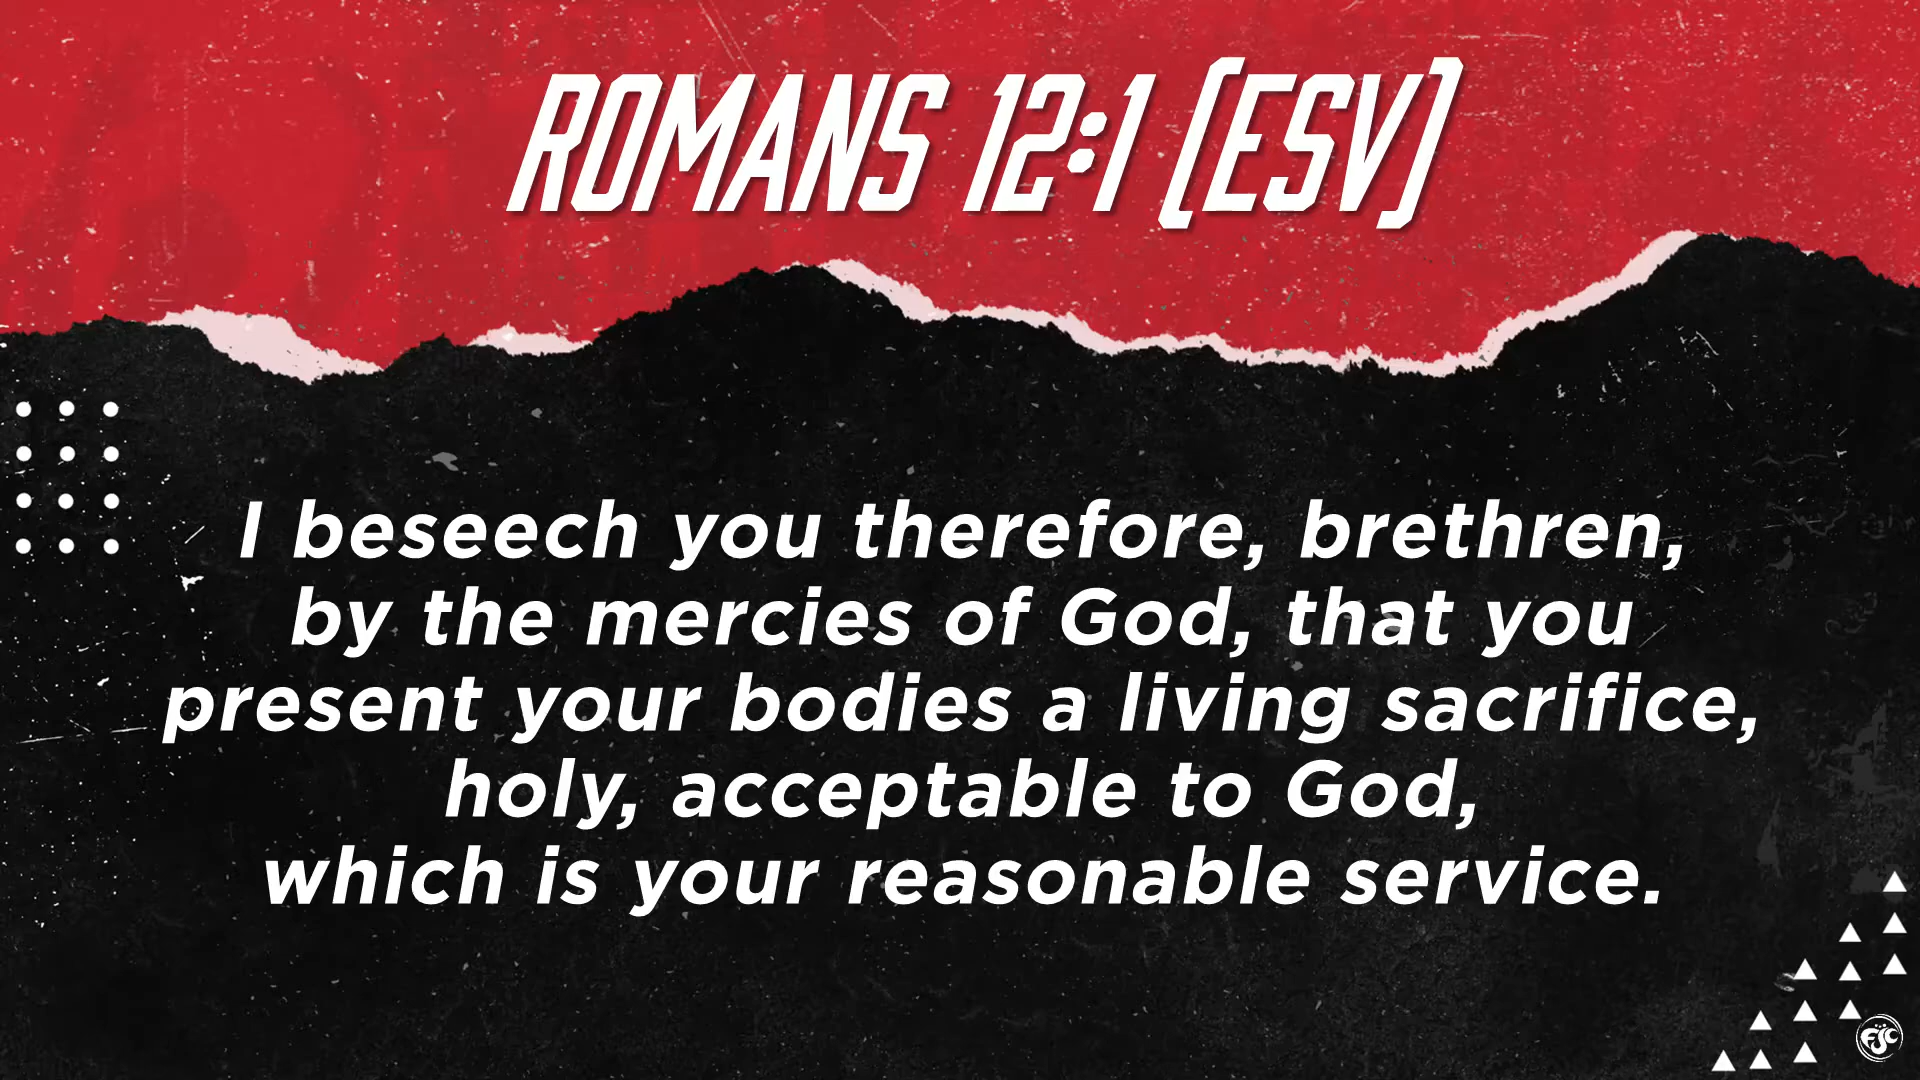 ROMANS 12:1 (ESV)
I beseech you therefore, brethren,
by the mercies of God, that you
present your bodies a living sacrifice,
holy, acceptable to God,
which is your reasonable service.
FJC